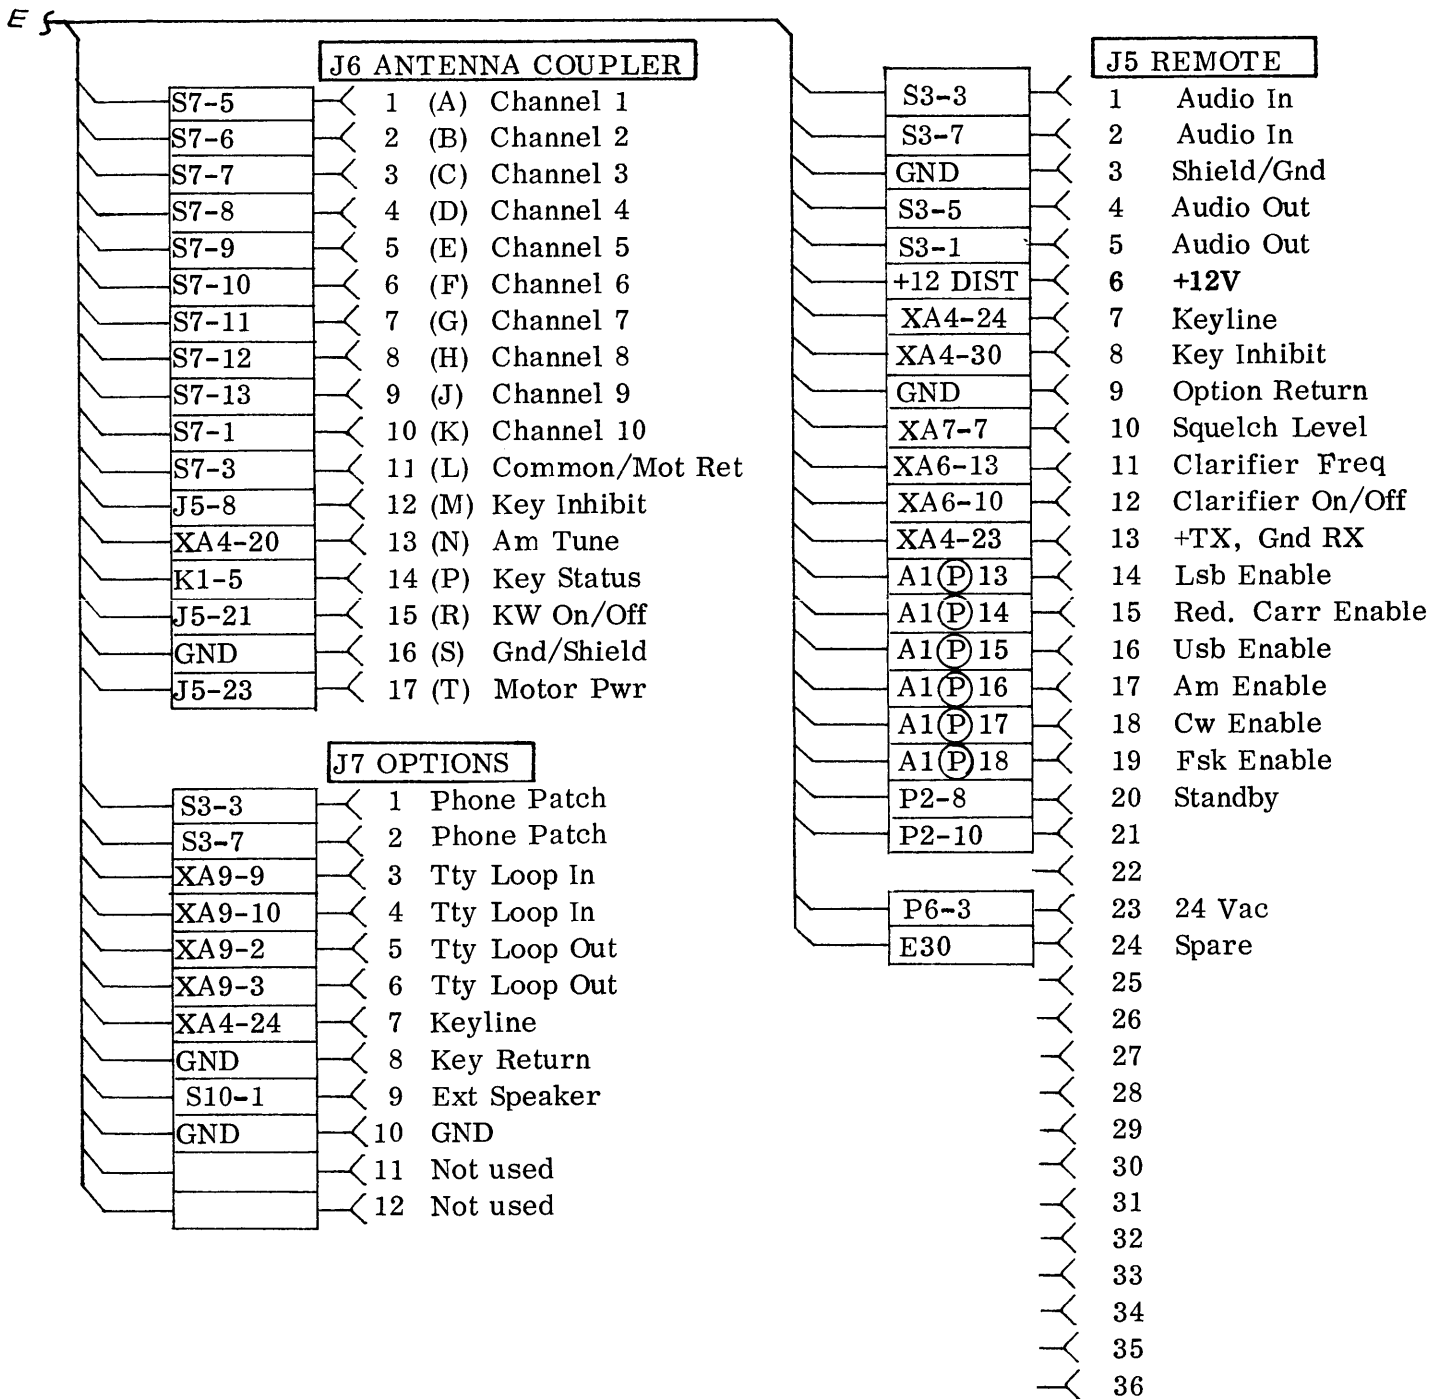 E
J6 ANTENNA COUPLER
S7-5 1 (A) Channel 1
S7-6 2 (B) Channel 2
S7-7 3 (C) Channel 3
S7-8 4 (D) Channel 4
S7-9 5 (E) Channel 5
S7-10 6 (F) Channel 6
S7-11 7 (G) Channel 7
S7-12 8 (H) Channel 8
S7-13 9 (J) Channel 9
S7-1 10 (K) Channel 10
S7-3 11 (L) Common/Mot Ret
J5-8 12 (M) Key Inhibit
XA4-20 13 (N) Am Tune
K1-5 14 (P) Key Status
J5-21 15 (R) KW On/Off
GND 16 (S) Gnd/Shield
J5-23 17 (T) Motor Pwr
J7 OPTIONS
S3-3 1 Phone Patch
S3-7 2 Phone Patch
XA9-9 3 Tty Loop In
XA9-10 4 Tty Loop In
XA9-2 5 Tty Loop Out
XA9-3 6 Tty Loop Out
XA4-24 7 Keyline
GND 8 Key Return
S10-1 9 Ext Speaker
GND 10 GND
11 Not used
12 Not used
J5 REMOTE
S3-3 1 Audio In
S3-7 2 Audio In
GND 3 Shield/Gnd
S3-5 4 Audio Out
S3-1 5 Audio Out
+12 DIST 6 +12V
XA4-24 7 Keyline
XA4-30 8 Key Inhibit
GND 9 Option Return
XA7-7 10 Squelch Level
XA6-13 11 Clarifier Freq
XA6-10 12 Clarifier On/Off
XA4-23 13 +TX, Gnd RX
A1(P)13 14 Lsb Enable
A1(P)14 15 Red. Carr Enable
A1(P)15 16 Usb Enable
A1(P)16 17 Am Enable
A1(P)17 18 Cw Enable
A1(P)18 19 Fsk Enable
P2-8 20 Standby
P2-10 21
22
P6-3 23 24 Vac
E30 24 Spare
25
26
27
28
29
30
31
32
33
34
35
36